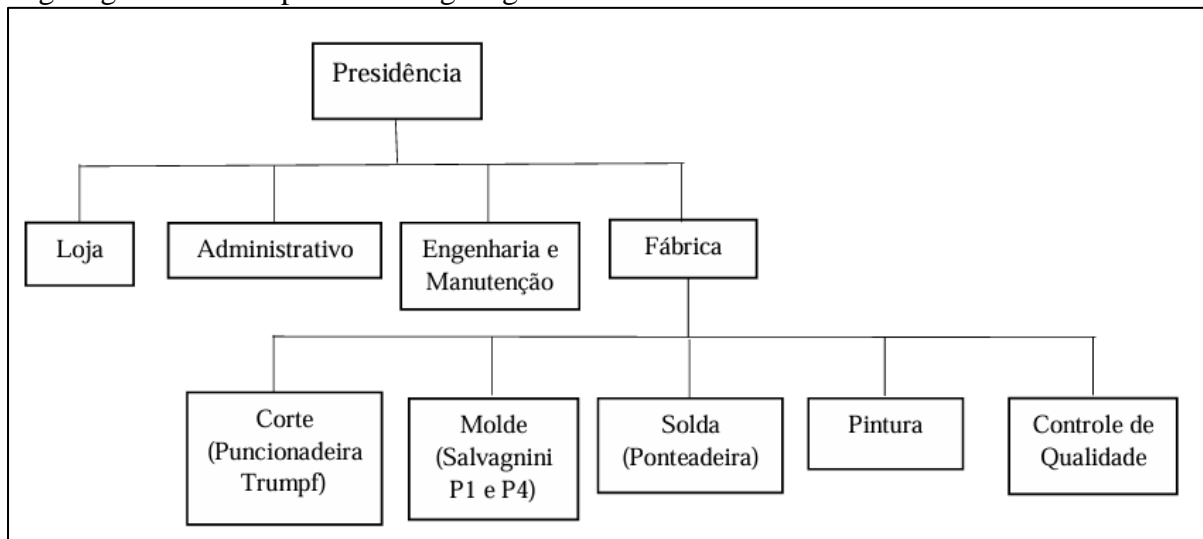 Presidência
Loja
Administrativo
Engenharia e
Manutenção
Fábrica
Corte
(Puncionadeira
Trumpf)
Molde
(Salvagnini
P1 e P4)
Solda
(Ponteadeira)
Pintura
Controle de
Qualidade